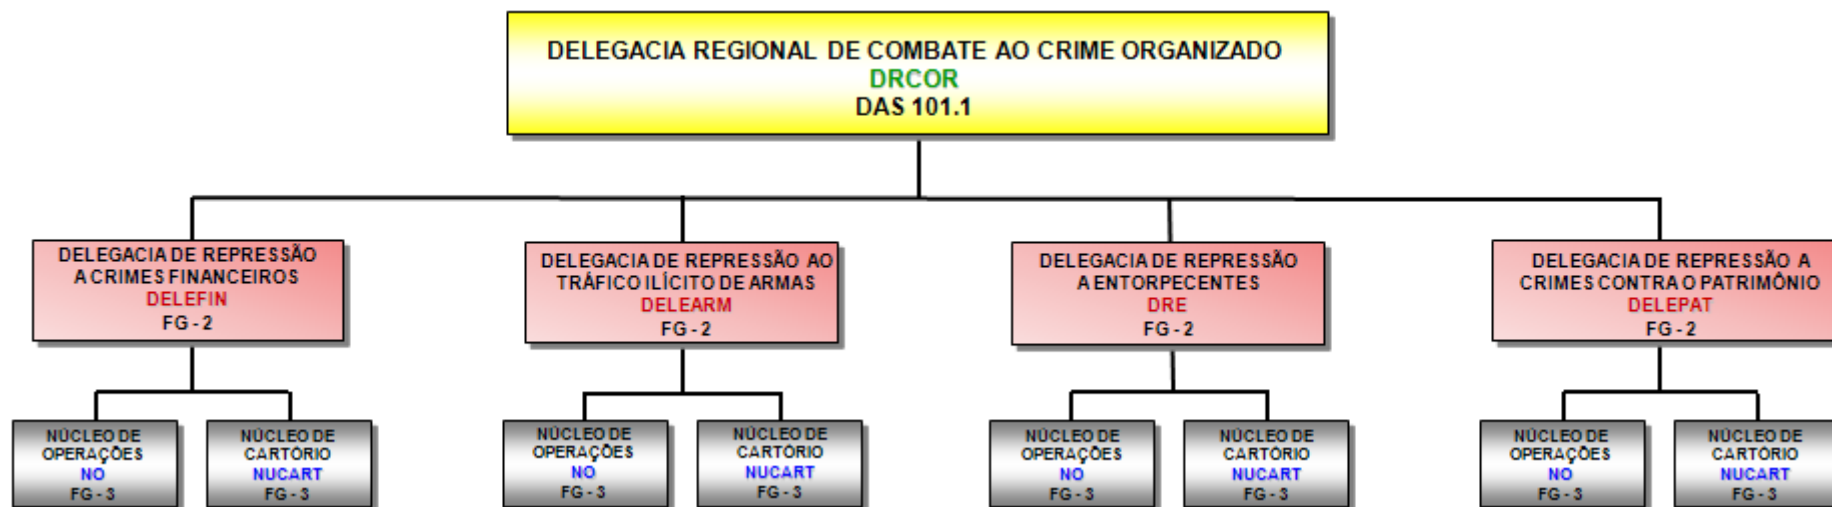 DELEGACIA REGIONAL DE COMBATE AO CRIME ORGANIZADO
DRCOR
DAS 101.1
DELEGACIA DE REPRESSÃO
A CRIMES FINANCEIROS
DELEFIN
FG - 2
DELEGACIA DE REPRESSÃO AO
TRÁFICO ILÍCITO DE ARMAS
DELEARM
FG - 2
DELEGACIA DE REPRESSÃO
A ENTORPECENTES
DRE
FG - 2
DELEGACIA DE REPRESSÃO A
CRIMES CONTRA O PATRIMÔNIO
DELEPAT
FG - 2
NÚCLEO DE
OPERAÇÕES
NO
FG - 3
NÚCLEO DE
CARTÓRIO
NUCART
FG - 3
NÚCLEO DE
OPERAÇÕES
NO
FG - 3
NÚCLEO DE
CARTÓRIO
NUCART
FG - 3
NÚCLEO DE
OPERAÇÕES
NO
FG - 3
NÚCLEO DE
CARTÓRIO
NUCART
FG - 3
NÚCLEO DE
OPERAÇÕES
NO
FG - 3
NÚCLEO DE
CARTÓRIO
NUCART
FG - 3